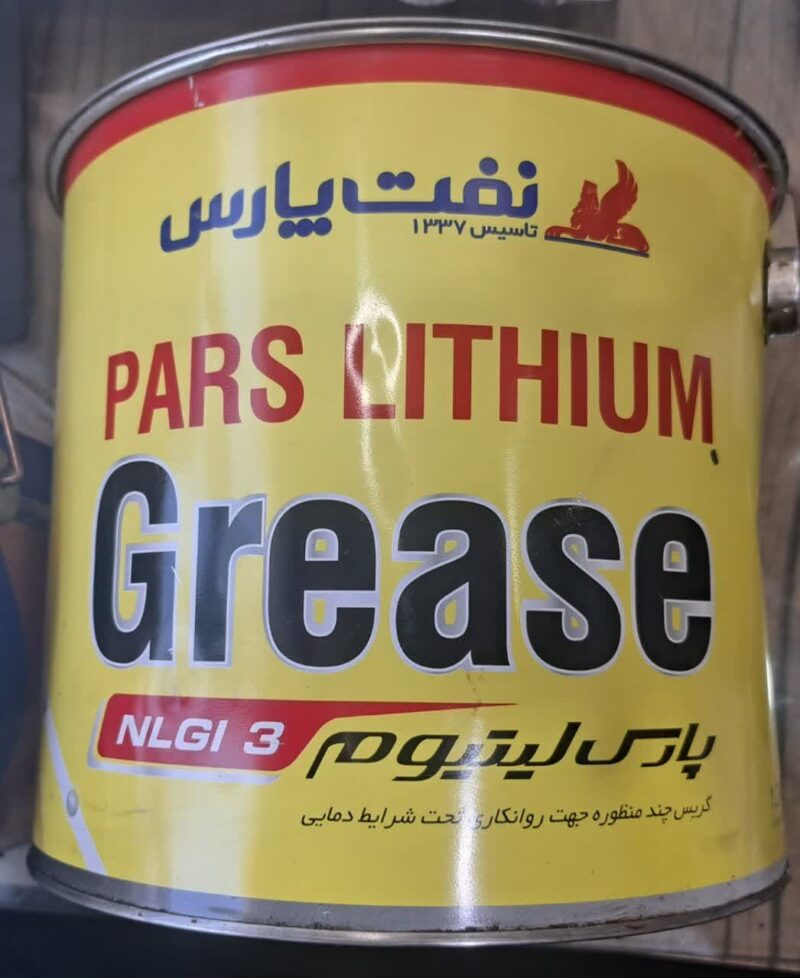 نفت پارس
تاسیس ۱۳۳۷
PARS LITHIUM
Grease
NLGI 3
پارس لیتیوم
گریس چند منظوره جهت روانکاری تحت شرایط دمایی